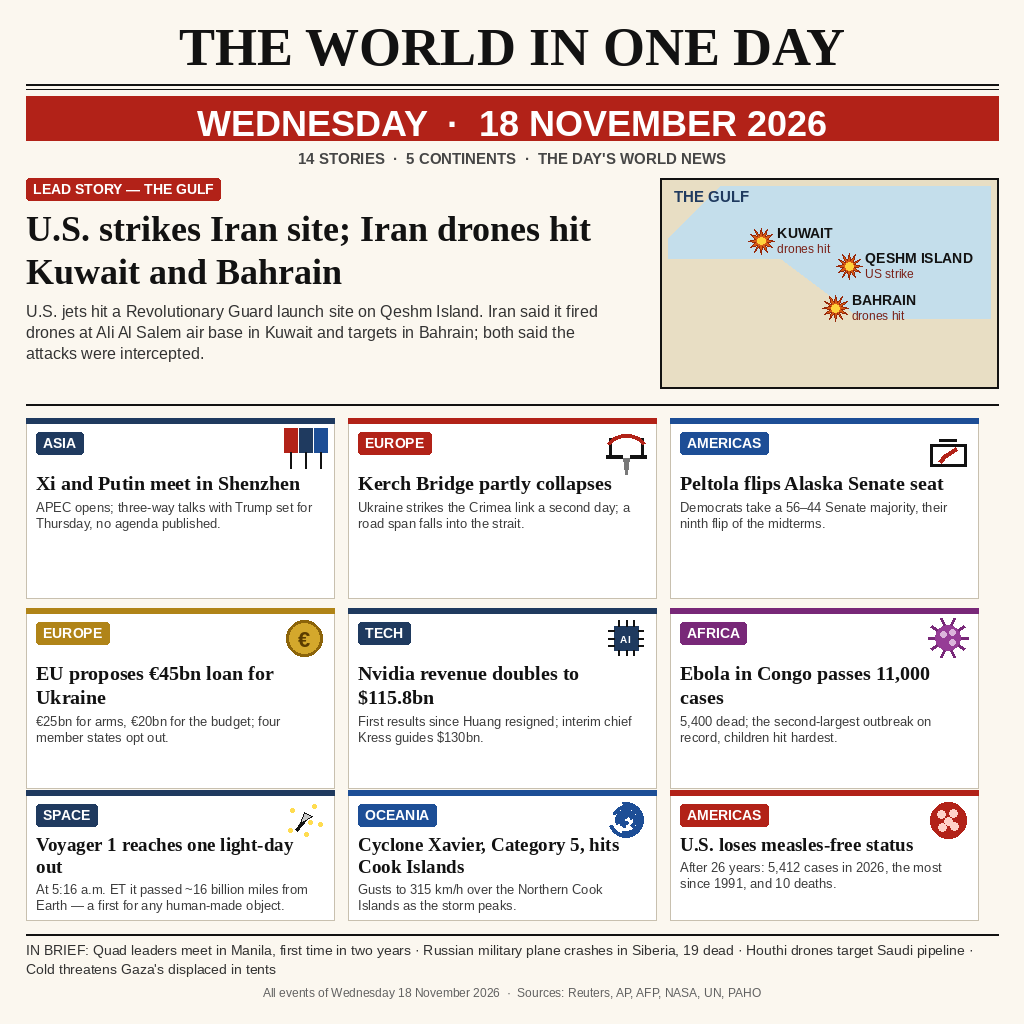 THE WORLD IN ONE DAY
WEDNESDAY · 18 NOVEMBER 2026
14 STORIES · 5 CONTINENTS · THE DAY'S WORLD NEWS
LEAD STORY — THE GULF
U.S. strikes Iran site; Iran drones hit
Kuwait and Bahrain
U.S. jets hit a Revolutionary Guard launch site on Qeshm Island. Iran said it fired
drones at Ali Al Salem air base in Kuwait and targets in Bahrain; both said the
attacks were intercepted.
THE GULF
KUWAIT
drones hit
QESHM ISLAND
US strike
BAHRAIN
drones hit
ASIA
Xi and Putin meet in Shenzhen
APEC opens; three-way talks with Trump set for
Thursday, no agenda published.
EUROPE
Kerch Bridge partly collapses
Ukraine strikes the Crimea link a second day; a
road span falls into the strait.
AMERICAS
Peltola flips Alaska Senate seat
Democrats take a 56–44 Senate majority, their
ninth flip of the midterms.
EUROPE
€
EU proposes €45bn loan for
Ukraine
€25bn for arms, €20bn for the budget; four
member states opt out.
TECH
AI
Nvidia revenue doubles to
$115.8bn
First results since Huang resigned; interim chief
Kress guides $130bn.
AFRICA
Ebola in Congo passes 11,000
cases
5,400 dead; the second-largest outbreak on
record, children hit hardest.
SPACE
Voyager 1 reaches one light-day
out
At 5:16 a.m. ET it passed ~16 billion miles from
Earth — a first for any human-made object.
OCEANIA
Cyclone Xavier, Category 5, hits
Cook Islands
Gusts to 315 km/h over the Northern Cook
Islands as the storm peaks.
AMERICAS
U.S. loses measles-free status
After 26 years: 5,412 cases in 2026, the most
since 1991, and 10 deaths.
IN BRIEF: Quad leaders meet in Manila, first time in two years · Russian military plane crashes in Siberia, 19 dead · Houthi drones target Saudi pipeline ·
Cold threatens Gaza's displaced in tents
All events of Wednesday 18 November 2026 · Sources: Reuters, AP, AFP, NASA, UN, PAHO